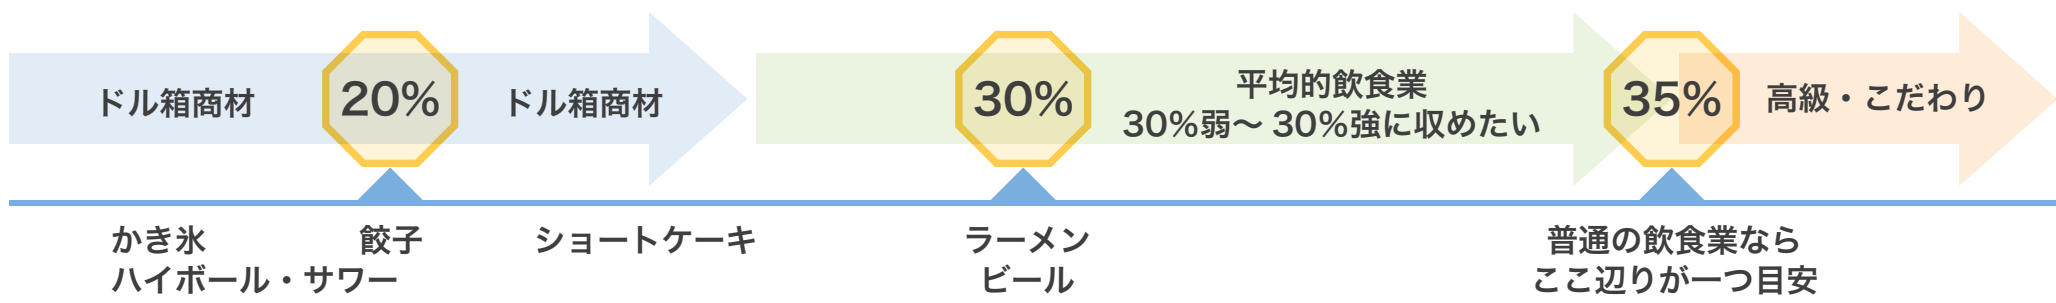 ドル箱商材
20%
ドル箱商材
30%
平均的飲食業
30%弱〜 30%強に収めたい
35%
高級・こだわり
かき氷
ハイボール・サワー
餃子
ショートケーキ
ラーメン
ビール
普通の飲食業なら
ここ辺りが一つ目安